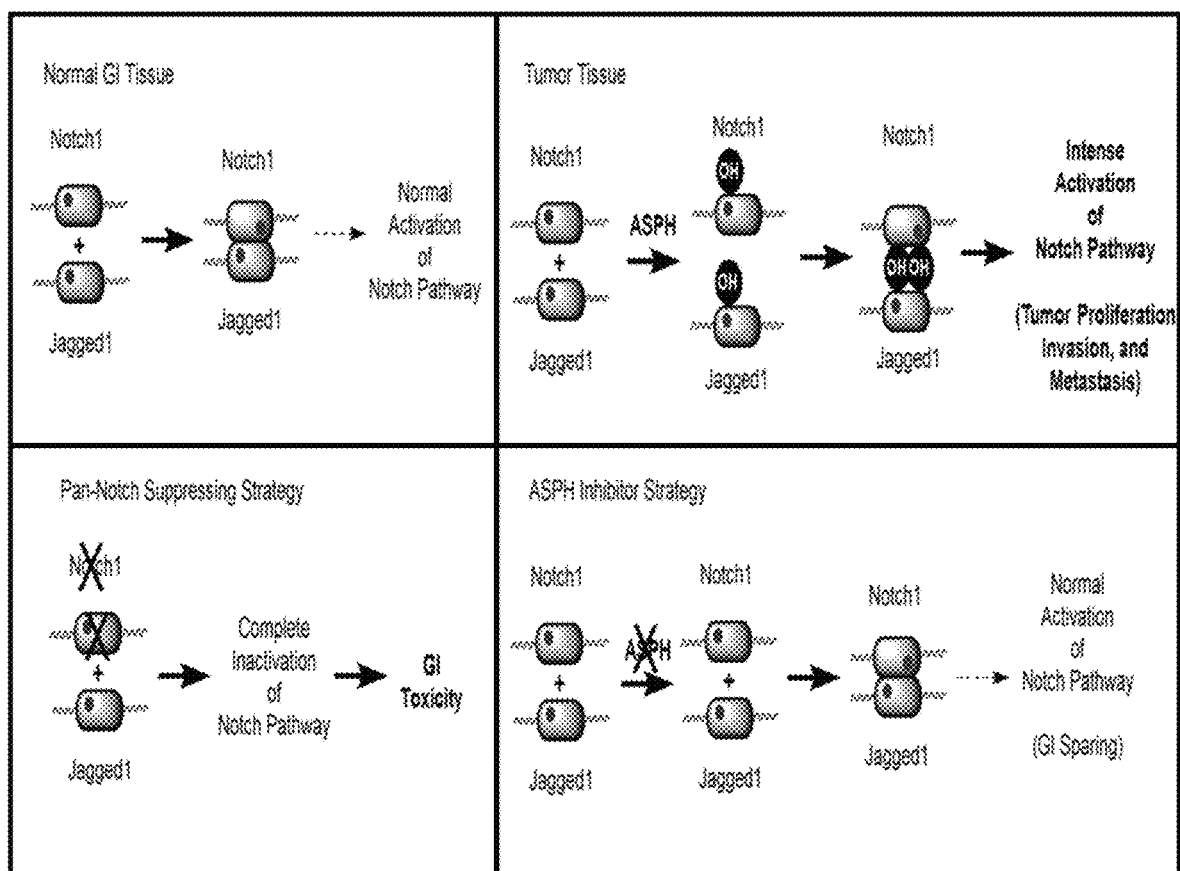 Normal GI Tissue
Notch1
+
Jagged1
Notch1
Jagged1
Normal
Activation
of
Notch Pathway
Tumor Tissue
Notch1
+
Jagged1
ASPH
Notch1
OH
OH
Jagged1
Notch1
OH OH
Jagged1
Intense
Activation
of
Notch Pathway
(Tumor Proliferation
Invasion, and
Metastasis)
Pan-Notch Suppressing Strategy
Notch1
+
Jagged1
Complete
Inactivation
of
Notch Pathway
GI
Toxicity
ASPH Inhibitor Strategy
Notch1
+
Jagged1
ASPH
Notch1
+
Jagged1
Notch1
Jagged1
Normal
Activation
of
Notch Pathway
(GI Sparing)